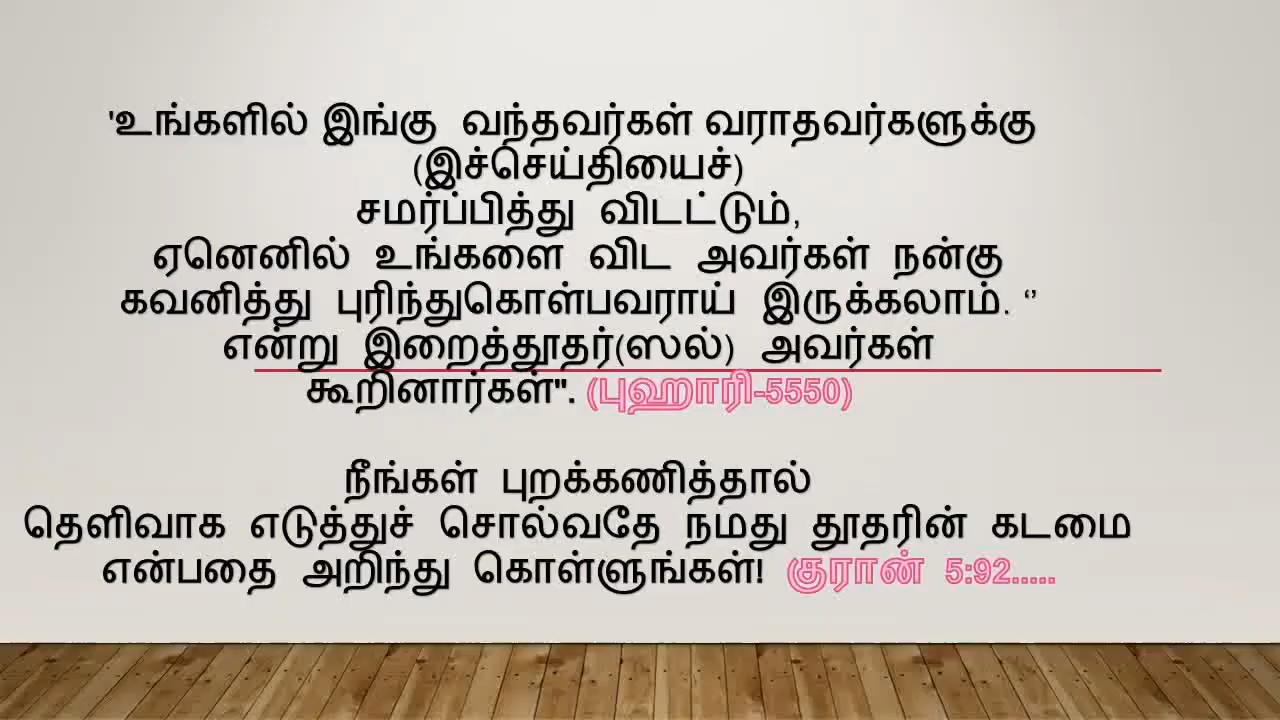 'உங்களில் இங்கு வந்தவர்கள் வராதவர்களுக்கு
(இச்செய்தியைச்)
சமர்ப்பித்து விடட்டும்,
ஏனெனில் உங்களை விட அவர்கள் நன்கு
கவனித்து புரிந்துகொள்பவராய் இருக்கலாம். ‘’
என்று இறைத்தூதர்(ஸல்) அவர்கள்
கூறினார்கள்". (புஹாரி-5550)
நீங்கள் புறக்கணித்தால்
தெளிவாக எடுத்துச் சொல்வதே நமது தூதரின் கடமை
என்பதை அறிந்து கொள்ளுங்கள்! குரான் 5:92.....